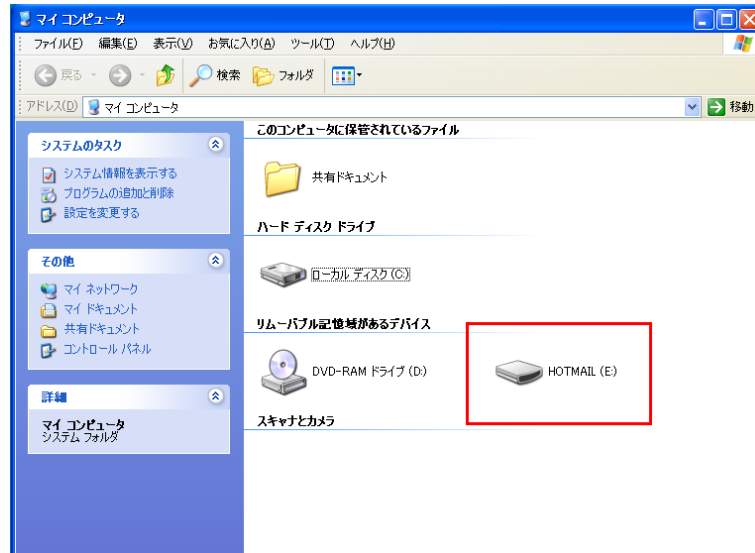 マイ コンピュータ
ファイル(F) 編集(E) 表示(V) お気に入り(A) ツール(T) ヘルプ(H)
戻る 検索 フォルダ
アドレス(D) マイ コンピュータ 移動
システムのタスク
システム情報を表示する
プログラムの追加と削除
設定を変更する
その他
マイ ネットワーク
マイ ドキュメント
共有ドキュメント
コントロール パネル
詳細
マイ コンピュータ
システム フォルダ
このコンピュータに保管されているファイル
共有ドキュメント
ハード ディスク ドライブ
ローカル ディスク (C:)
リムーバブル記憶域があるデバイス
DVD-RAM ドライブ (D:) HOTMAIL (E:)
スキャナとカメラ